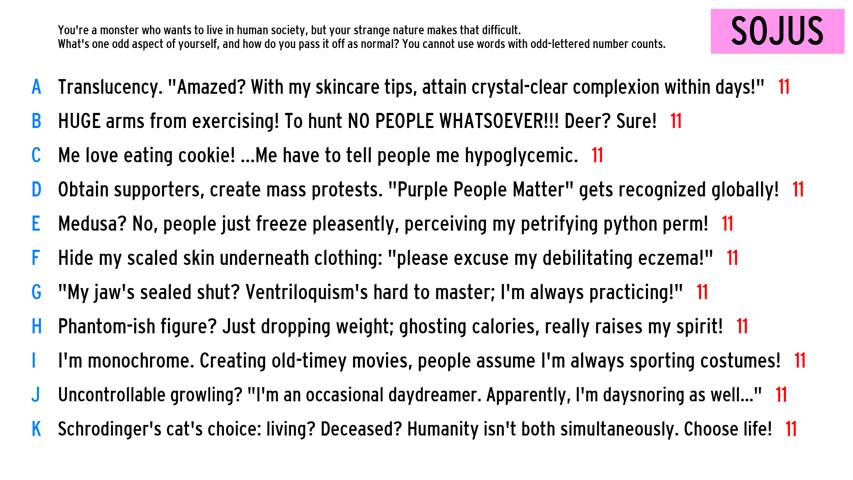 You're a monster who wants to live in human society, but your strange nature makes that difficult.
What's one odd aspect of yourself, and how do you pass it off as normal? You cannot use words with odd-lettered number counts.
SOJUS
A Translucency. "Amazed? With my skincare tips, attain crystal-clear complexion within days!" 11
B HUGE arms from exercising! To hunt NO PEOPLE WHATSOEVER!!! Deer? Sure! 11
C Me love eating cookie! ...Me have to tell people me hypoglycemic. 11
D Obtain supporters, create mass protests. "Purple People Matter" gets recognized globally! 11
E Medusa? No, people just freeze pleasently, perceiving my petrifying python perm! 11
F Hide my scaled skin underneath clothing: "please excuse my debilitating eczema!" 11
G "My jaw's sealed shut? Ventriloquism's hard to master; I'm always practicing!" 11
H Phantom-ish figure? Just dropping weight; ghosting calories, really raises my spirit! 11
I I'm monochrome. Creating old-timey movies, people assume I'm always sporting costumes! 11
J Uncontrollable growling? "I'm an occasional daydreamer. Apparently, I'm daysnoring as well..." 11
K Schrodinger's cat's choice: living? Deceased? Humanity isn't both simultaneously. Choose life! 11